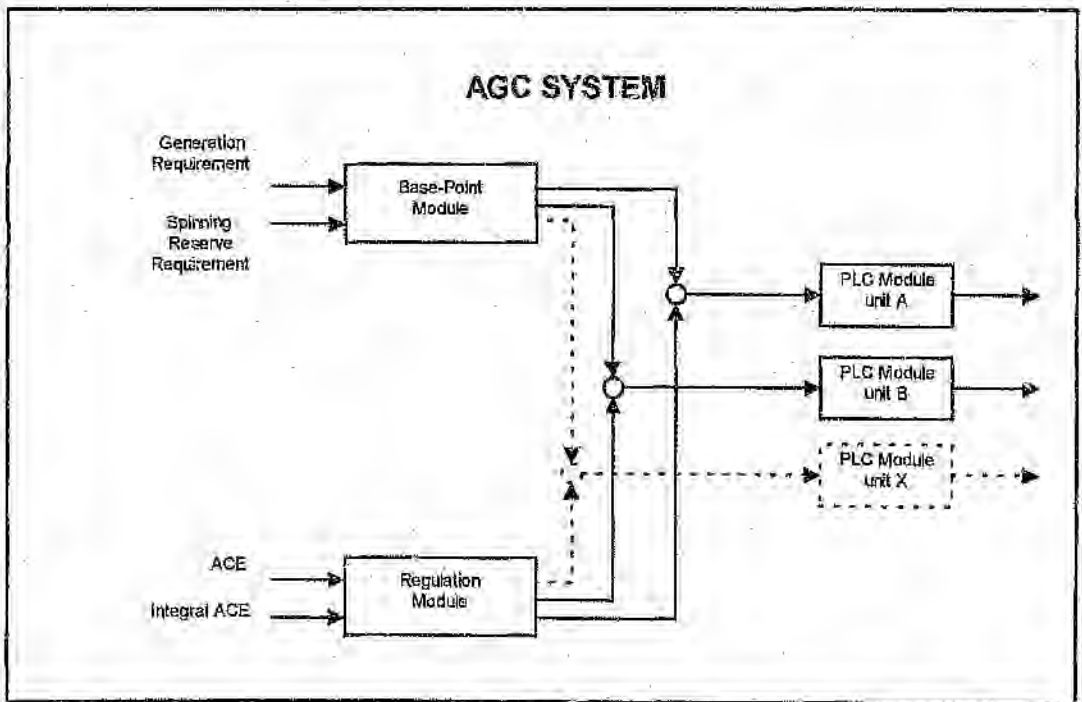 AGC SYSTEM
Generation
Requirement
Spinning
Reserve
Requirement
Base-Point
Module
PLC Module
unit A
PLC Module
unit B
PLC Module
unit X
ACE
Integral ACE
Regulation
Module